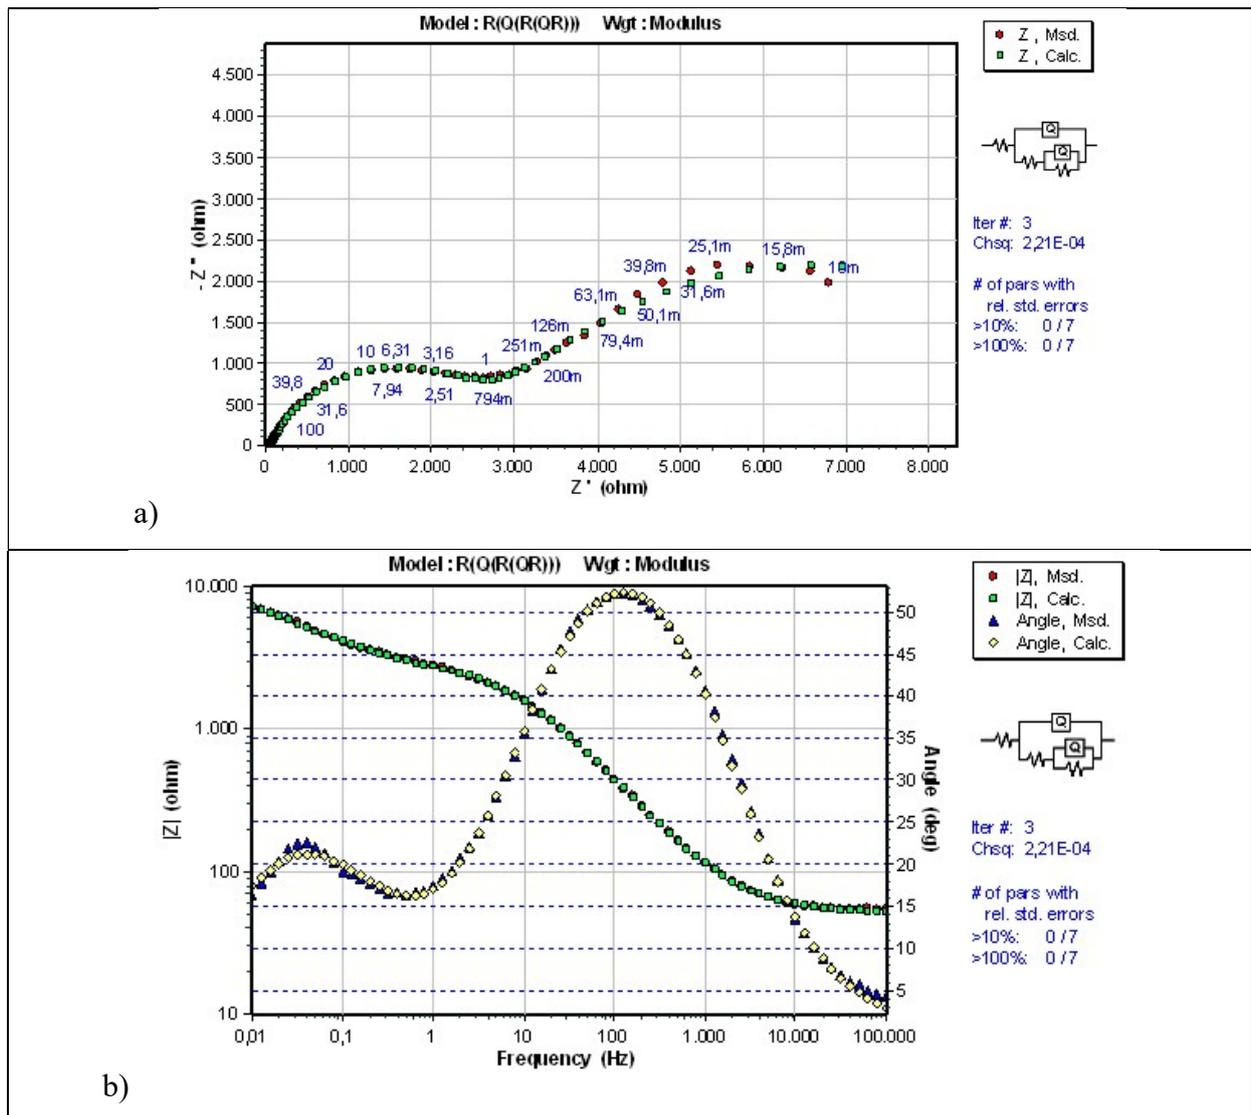 Model : R(Q(R(QR))) Wgt : Modulus
Z , Msd.
Z , Calc.
4.500
4.000
3.500
3.000
2.500
2.000
1.500
1.000
500
0
- Z '' (ohm)
39,8
20
10
6,31
3,16
1
251m
126m
63,1m
39,8m
25,1m
15,8m
10m
100
31,6
7,94
2,51
794m
200m
79,4m
50,1m
31,6m
0 1.000 2.000 3.000 4.000 5.000 6.000 7.000 8.000
Z ' (ohm)
Q
Q
Iter #: 3
Chsq: 2,21E-04
# of pars with
rel. std. errors
>10%: 0 / 7
>100%: 0 / 7
a)
Model : R(Q(R(QR))) Wgt : Modulus
|Z|, Msd.
|Z|, Calc.
Angle, Msd.
Angle, Calc.
10.000
1.000
100
10
|Z| (ohm)
50
45
40
35
30
25
20
15
10
5
Angle (deg)
0,01 0,1 1 10 100 1.000 10.000 100.000
Frequency (Hz)
Q
Q
Iter #: 3
Chsq: 2,21E-04
# of pars with
rel. std. errors
>10%: 0 / 7
>100%: 0 / 7
b)